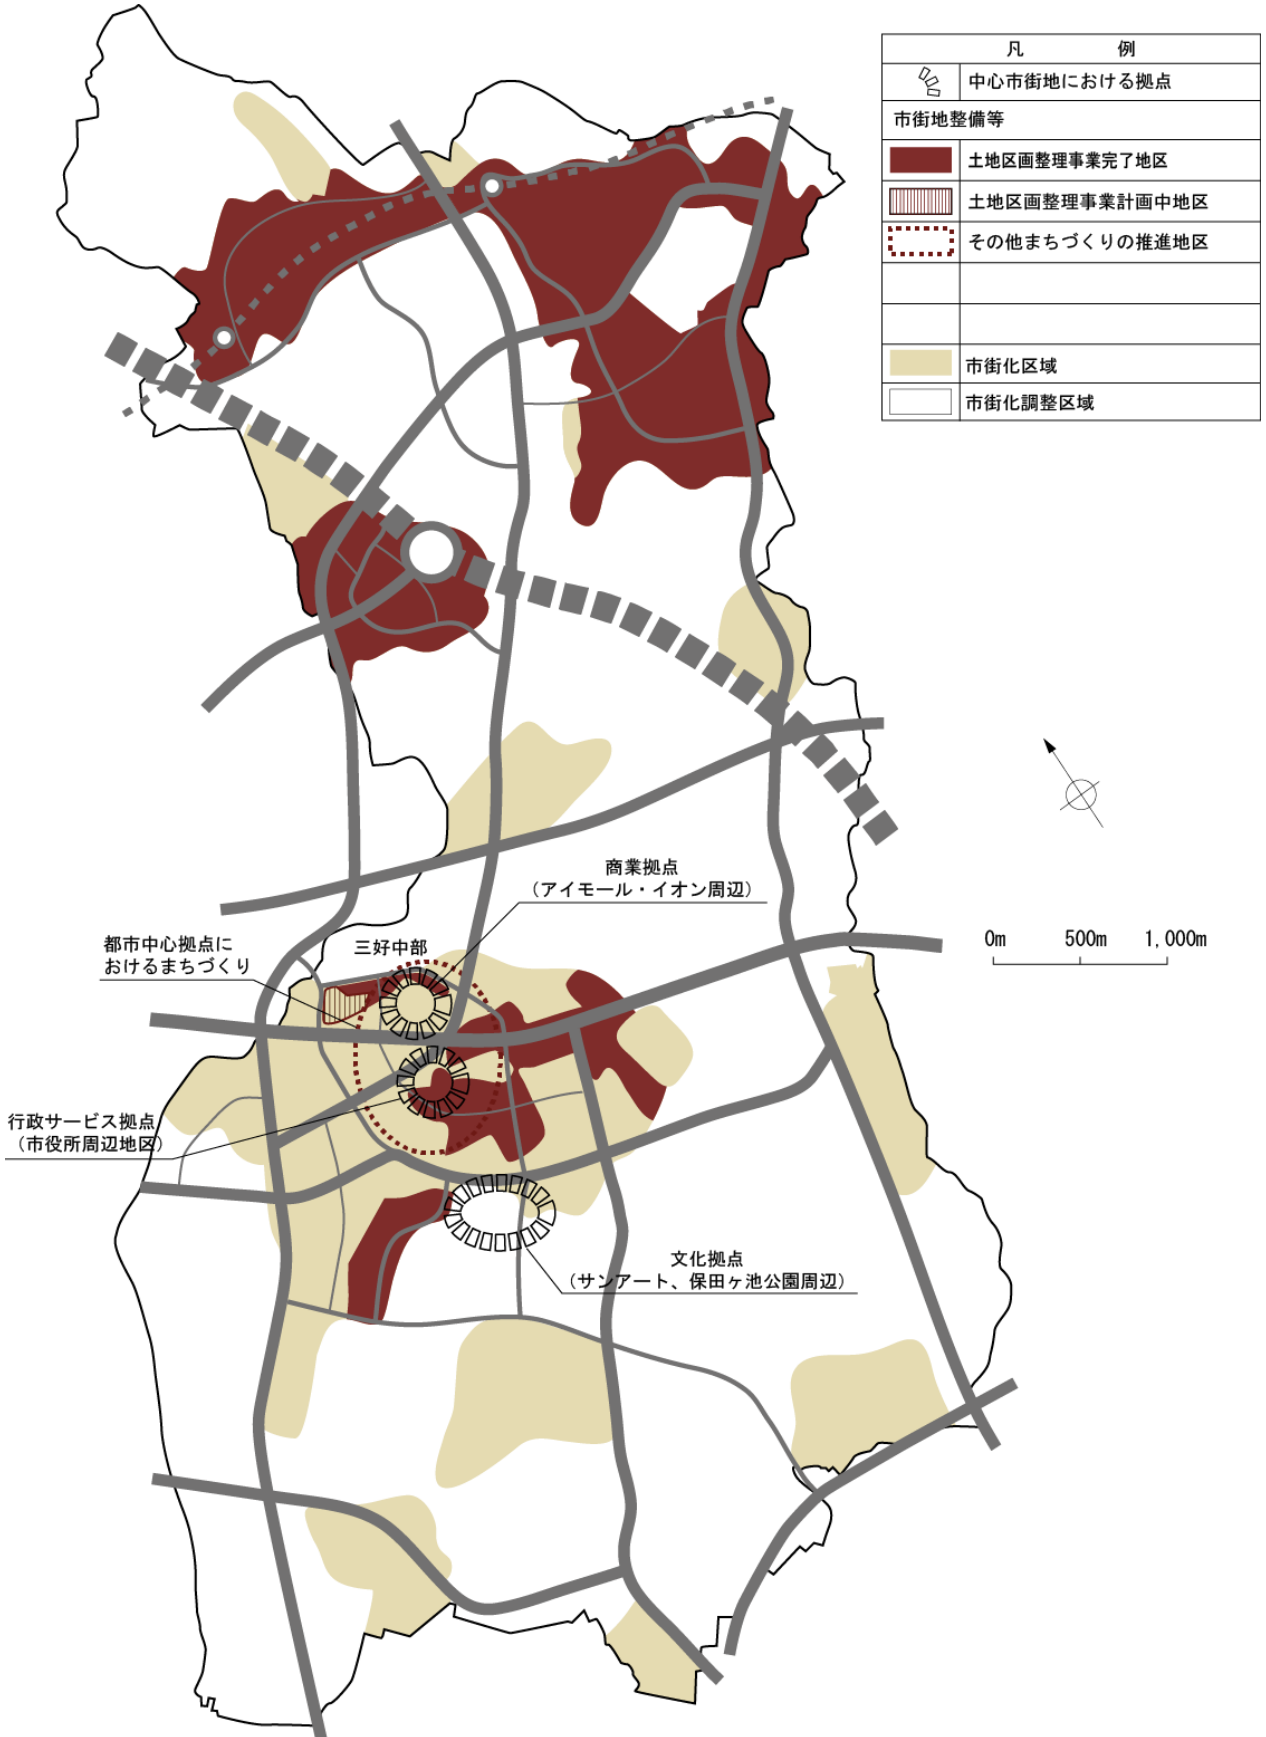 凡　例
中心市街地における拠点
市街地整備等
土地区画整理事業完了地区
土地区画整理事業計画中地区
その他まちづくりの推進地区
市街化区域
市街化調整区域
商業拠点
（アイモール・イオン周辺）
都市中心拠点に
おけるまちづくり
三好中部
0m 500m 1,000m
行政サービス拠点
（市役所周辺地区）
文化拠点
（サンアート、保田ヶ池公園周辺）